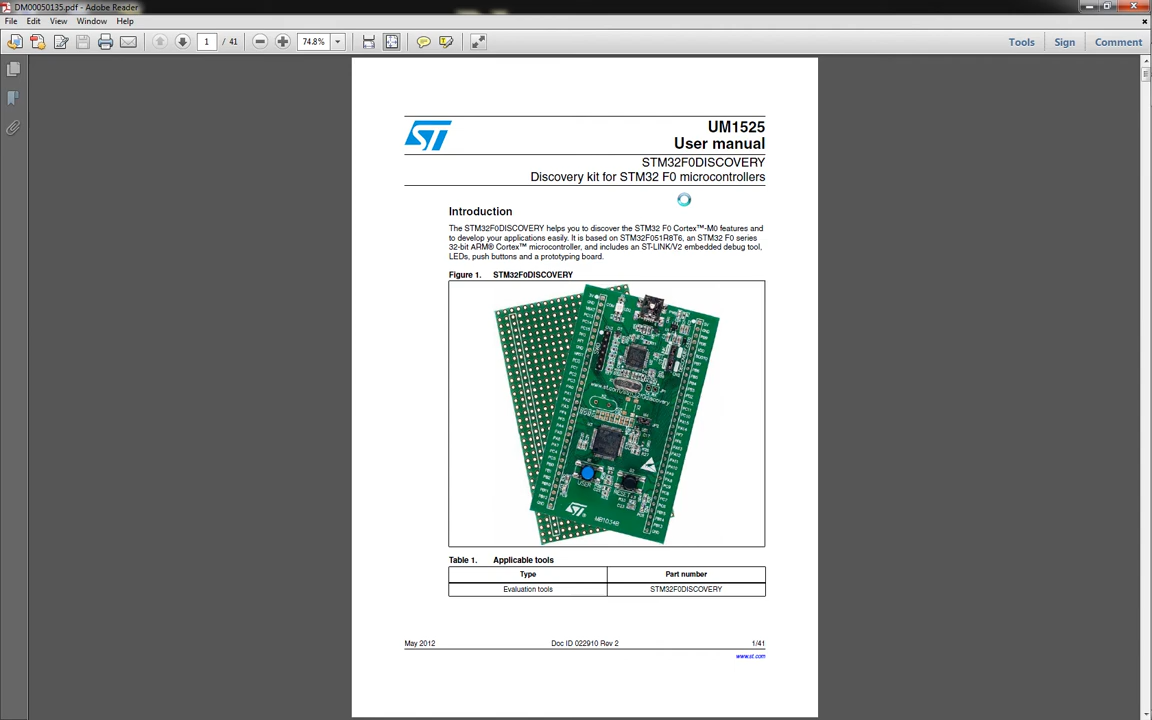 DM00050135.pdf - Adobe Reader
File Edit View Window Help
1 / 41 74.8% Tools Sign Comment
ST
UM1525
User manual
STM32F0DISCOVERY
Discovery kit for STM32 F0 microcontrollers
Introduction
The STM32F0DISCOVERY helps you to discover the STM32 F0 Cortex™-M0 features and
to develop your applications easily. It is based on STM32F051R8T6, an STM32 F0 series
32-bit ARM® Cortex™ microcontroller, and includes an ST-LINK/V2 embedded debug tool,
LEDs, push buttons and a prototyping board.
Figure 1. STM32F0DISCOVERY
USER
RESET
ST
Table 1. Applicable tools
Type Part number
Evaluation tools STM32F0DISCOVERY
May 2012 Doc ID 022910 Rev 2 1/41
www.st.com